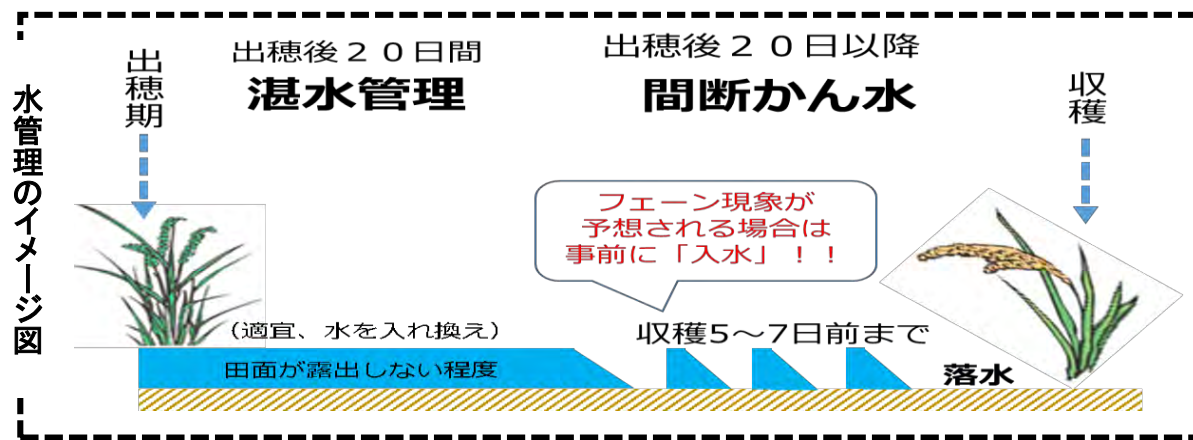 水管理のイメージ図
出穂期
出穂後２０日間
湛水管理
出穂後２０日以降
間断かん水
収穫
フェーン現象が
予想される場合は
事前に「入水」！！
(適宜、水を入れ換え)
田面が露出しない程度
収穫5～7日前まで
落水